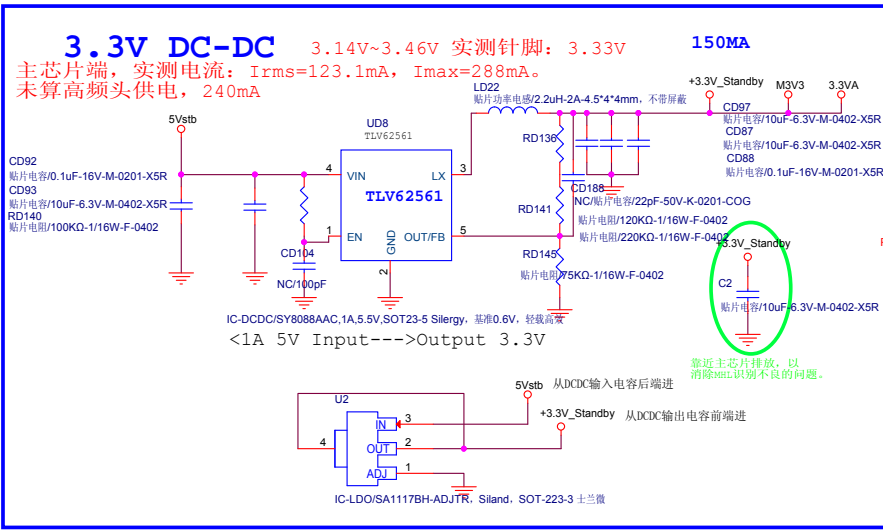 3.3V DC-DC
3.14V~3.46V 实测针脚: 3.33V
150MA
主芯片端，实测电流: Irms=123.1mA, Imax=288mA。
未算高频头供电，240mA
+3.3V_Standby
M3V3
3.3VA
LD22
贴片功率电感/2.2uH-2A-4.5*4*4mm，不带屏蔽
CD97
贴片电容/10uF-6.3V-M-0402-X5R
CD87
贴片电容/10uF-6.3V-M-0402-X5R
CD88
贴片电容/0.1uF-16V-M-0201-X5R
5Vstb
UD8
TLV62561
RD136
CD92
贴片电容/0.1uF-16V-M-0201-X5R
CD93
贴片电容/10uF-6.3V-M-0402-X5R
RD140
贴片电阻/100KΩ-1/16W-F-0402
4
VIN
LX
3
TLV62561
1
EN
OUT/FB
5
GND
2
CD188
NC/贴片电容/22pF-50V-K-0201-COG
RD141
贴片电阻/120KΩ-1/16W-F-0402
贴片电阻/220KΩ-1/16W-F-0402
RD145
贴片电阻/75KΩ-1/16W-F-0402
CD104
NC/100pF
+3.3V_Standby
C2
贴片电容/10uF-6.3V-M-0402-X5R
IC-DCDC/SY8088AAC,1A,5.5V,SOT23-5 Silergy，基准0.6V，轻载高效
<1A 5V Input--->Output 3.3V
靠近主芯片排放，以
消除MHL识别不良的问题。
5Vstb
从DCDC输入电容后端进
U2
+3.3V_Standby
从DCDC输出电容前端进
IN
3
4
OUT
2
ADJ
1
IC-LDO/SA1117BH-ADJTR，Siland，SOT-223-3 士兰微